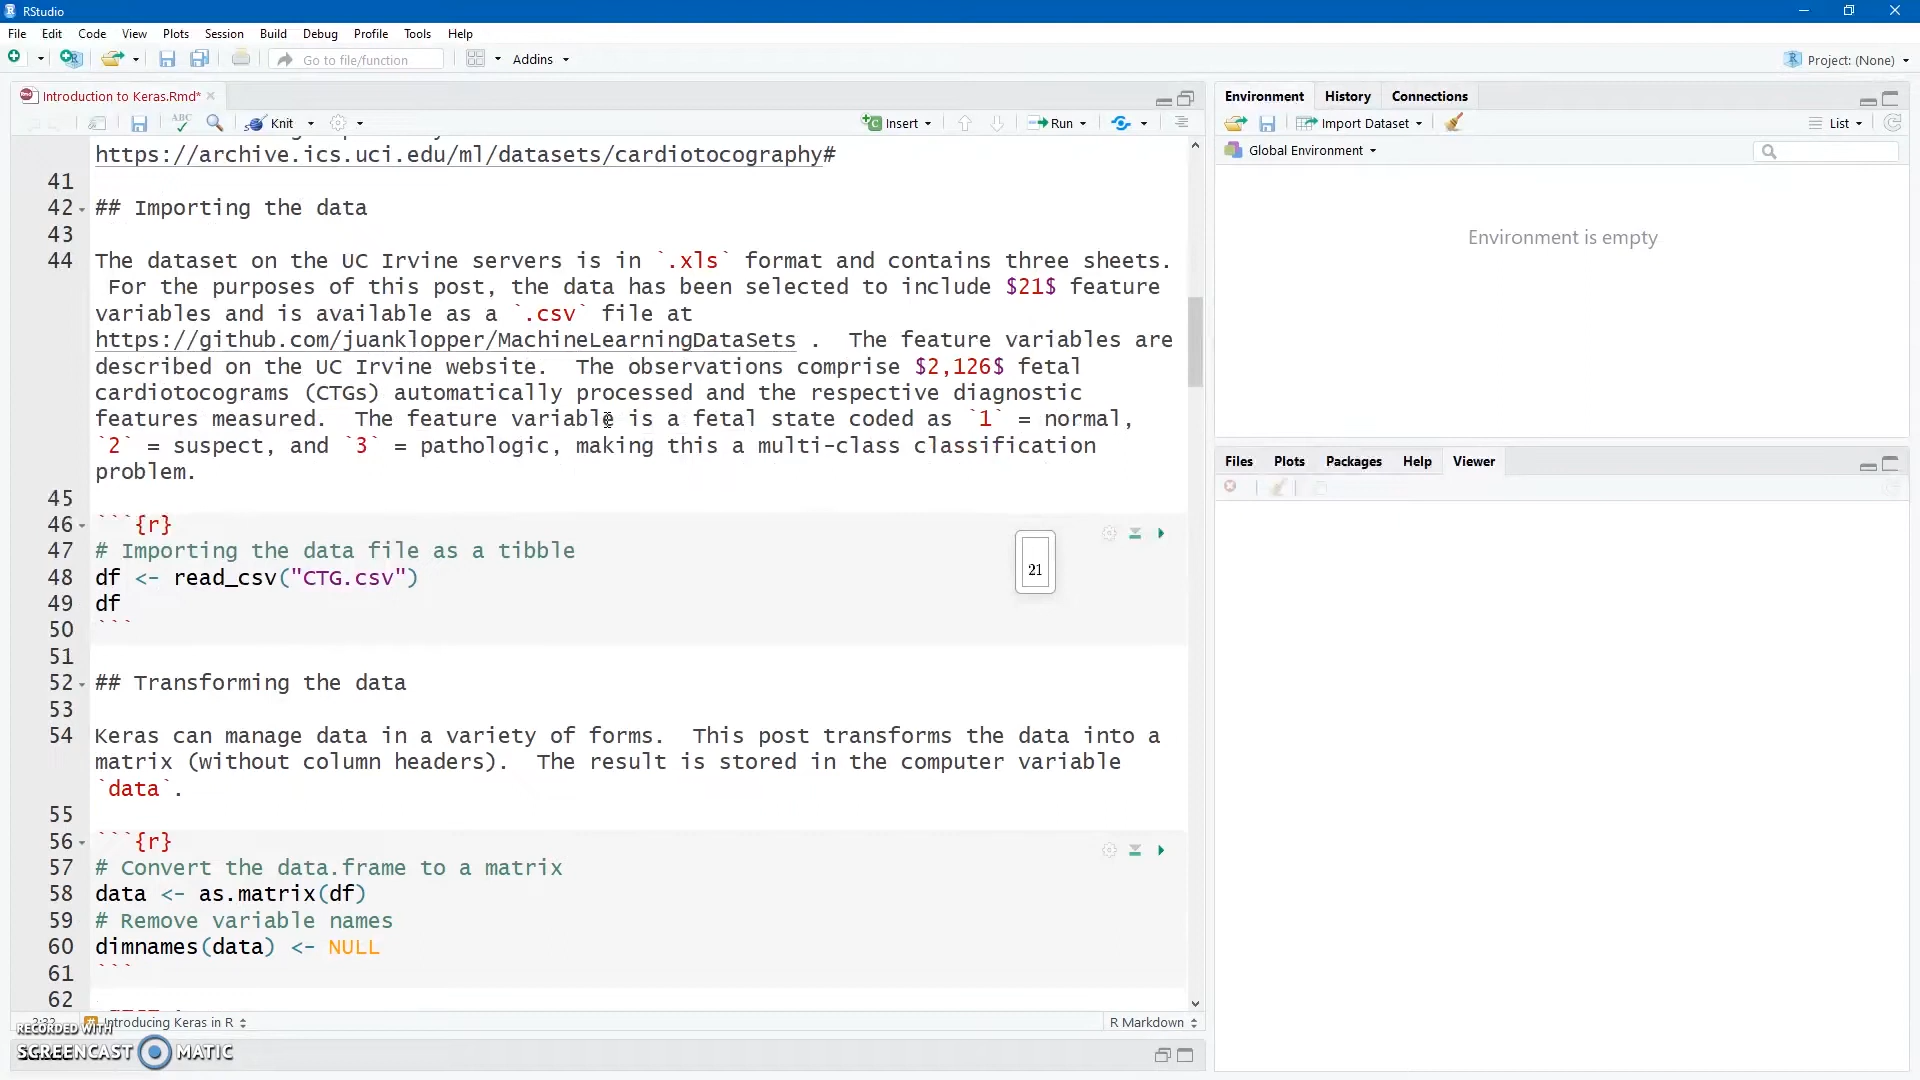 RStudio
File Edit Code View Plots Session Build Debug Profile Tools Help
Go to file/function
Addins
Project: (None)
Introduction to Keras.Rmd*
ABC
Knit
Insert
Run
https://archive.ics.uci.edu/ml/datasets/cardiotocography#
41
42 ## Importing the data
43
44 The dataset on the UC Irvine servers is in `.xls` format and contains three sheets.
For the purposes of this post, the data has been selected to include $21$ feature
variables and is available as a `.csv` file at
https://github.com/juanklopper/MachineLearningDataSets . The feature variables are
described on the UC Irvine website. The observations comprise $2,126$ fetal
cardiotocograms (CTGs) automatically processed and the respective diagnostic
features measured. The feature variable is a fetal state coded as `1` = normal,
`2` = suspect, and `3` = pathologic, making this a multi-class classification
problem.
45
46 ```{r}
47 # Importing the data file as a tibble
48 df <- read_csv("CTG.csv")
49 df
50 ```
21
51
52 ## Transforming the data
53
54 Keras can manage data in a variety of forms. This post transforms the data into a
matrix (without column headers). The result is stored in the computer variable
`data`.
55
56 ```{r}
57 # Convert the data.frame to a matrix
58 data <- as.matrix(df)
59 # Remove variable names
60 dimnames(data) <- NULL
61 ```
62
2:32 Introducing Keras in R
R Markdown
RECORDED WITH
SCREENCAST MATIC
Environment History Connections
Import Dataset
List
Global Environment
Environment is empty
Files Plots Packages Help Viewer